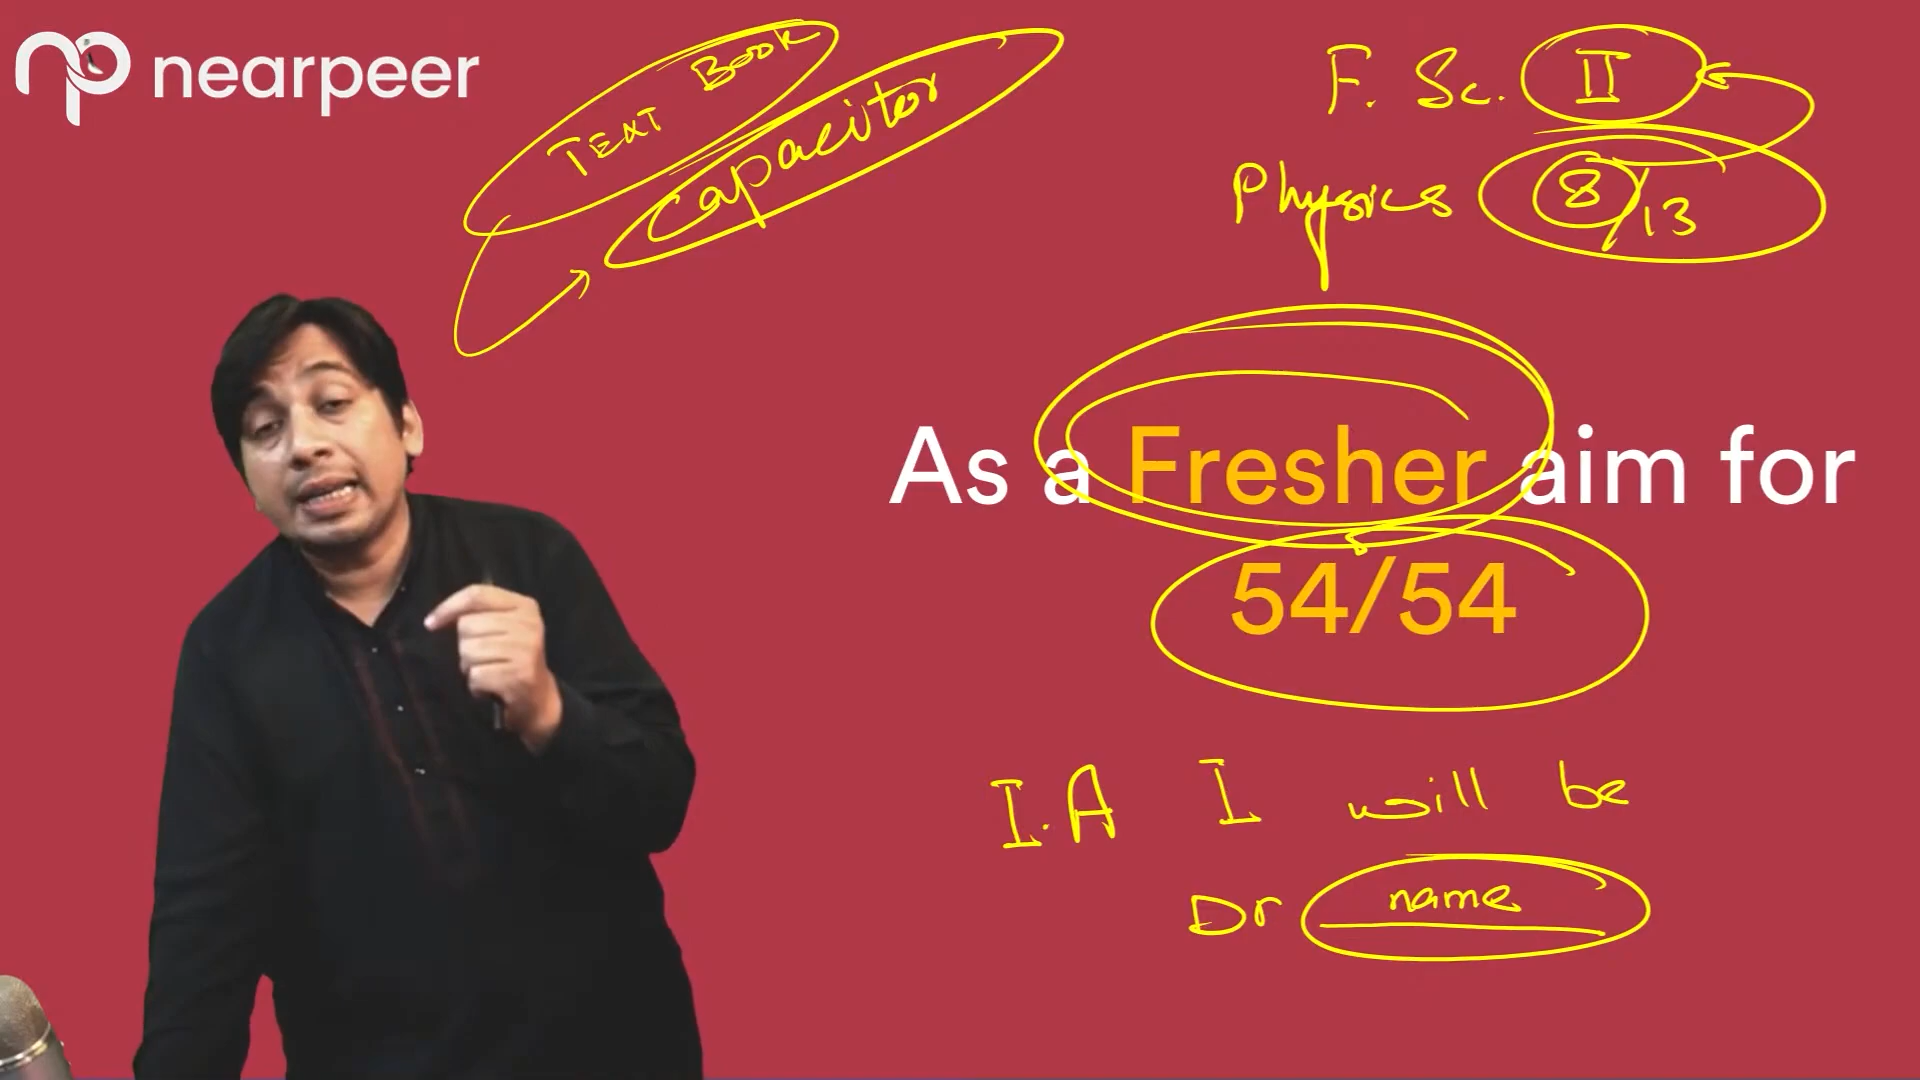 nearpeer
TEXT BOOK
capacitor
F. Sc. II
Physics 8/13
As a Fresher aim for
54/54
I.A I will be
Dr name